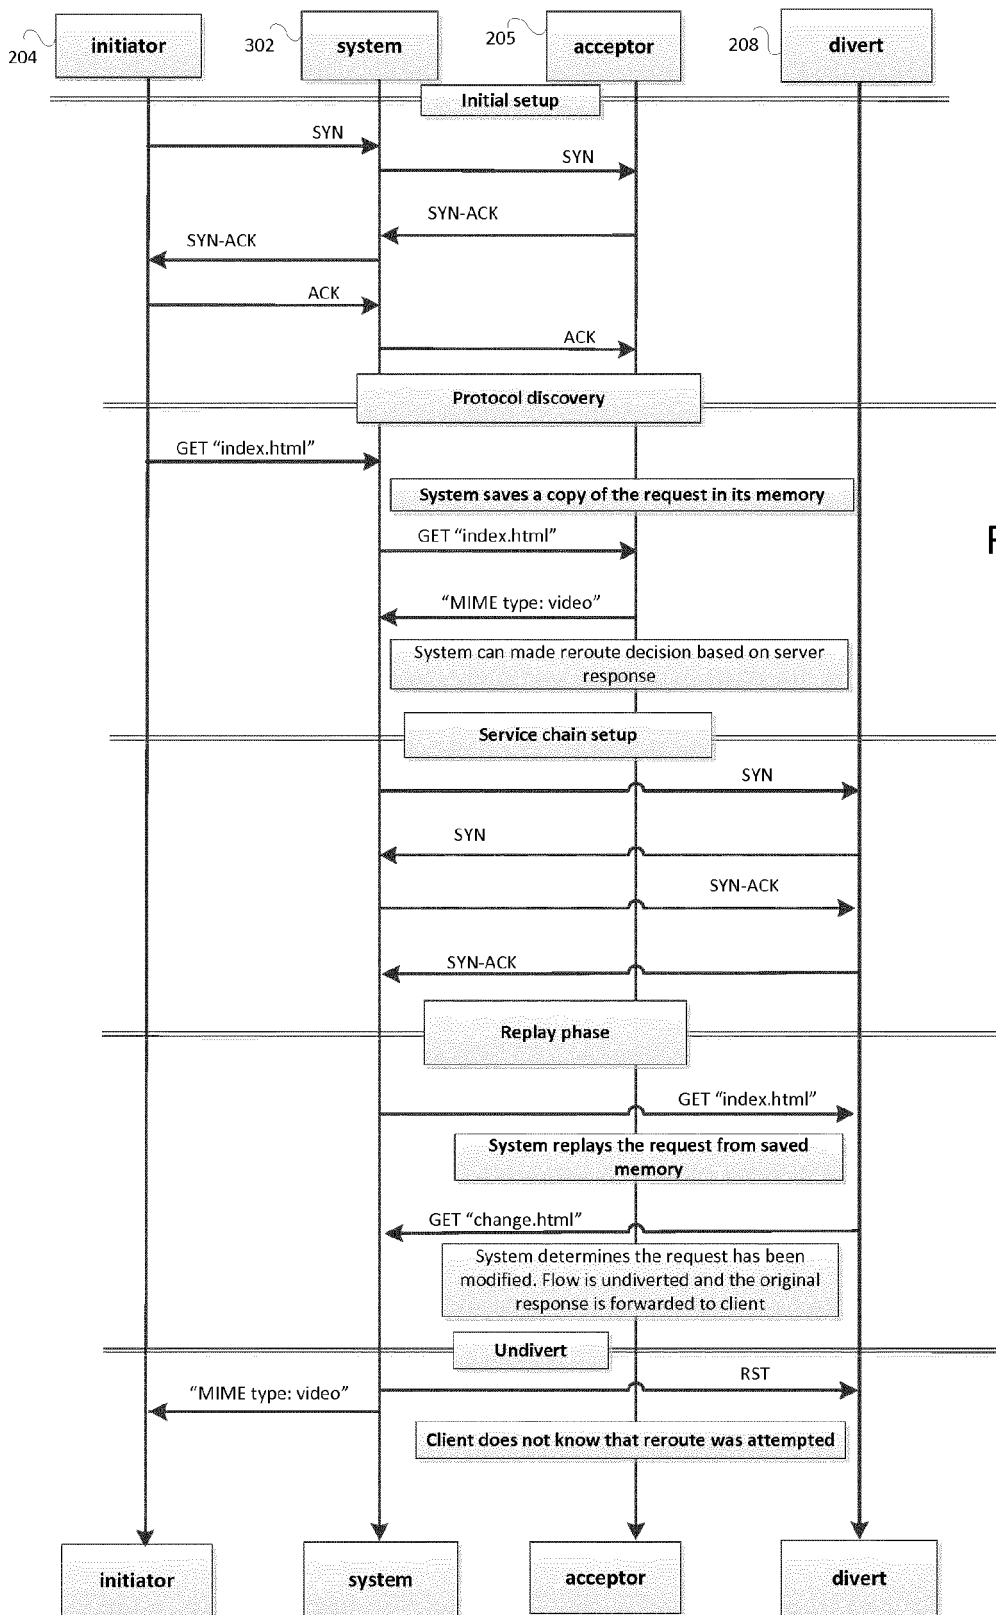 204
initiator
302
system
205
acceptor
208
divert
Initial setup
SYN
SYN
SYN-ACK
SYN-ACK
ACK
ACK
Protocol discovery
GET “index.html”
System saves a copy of the request in its memory
F
GET “index.html”
“MIME type: video”
System can made reroute decision based on server
response
Service chain setup
SYN
SYN
SYN-ACK
SYN-ACK
Replay phase
GET “index.html”
System replays the request from saved
memory
GET “change.html”
System determines the request has been
modified. Flow is undiverted and the original
response is forwarded to client
Undivert
RST
“MIME type: video”
Client does not know that reroute was attempted
initiator
system
acceptor
divert